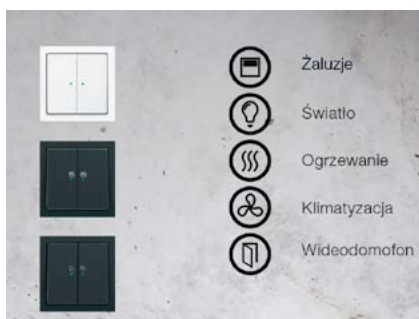 Żaluzje
Światło
Ogrzewanie
Klimatyzacja
Wideodomofon